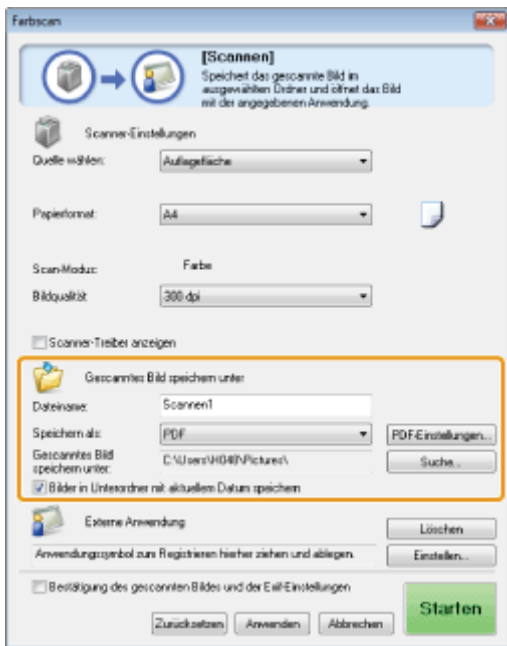 Farbscan
[Scannen]
Speichert das gescannte Bild im
ausgewählten Ordner und öffnet das Bild
mit der angegebenen Anwendung.
Scanner-Einstellungen
Quelle wählen: Auflagefläche
Papierformat: A4
Scan-Modus: Farbe
Bildqualität 300 dpi
Scanner-Treiber anzeigen
Gescanntes Bild speichern unter
Dateiname: Scannen1
Speichern als: PDF PDF-Einstellungen...
Gescanntes Bild
speichern unter: C:\Users\H048\Pictures\ Suche...
Bilder in Unterordner mit aktuellem Datum speichern
Externe Anwendung Löschen
Anwendungssymbol zum Registrieren hierher ziehen und ablegen. Einstellen...
Bestätigung des gescannten Bildes und der Exif-Einstellungen
Zurücksetzen Anwenden Abbrechen Starten